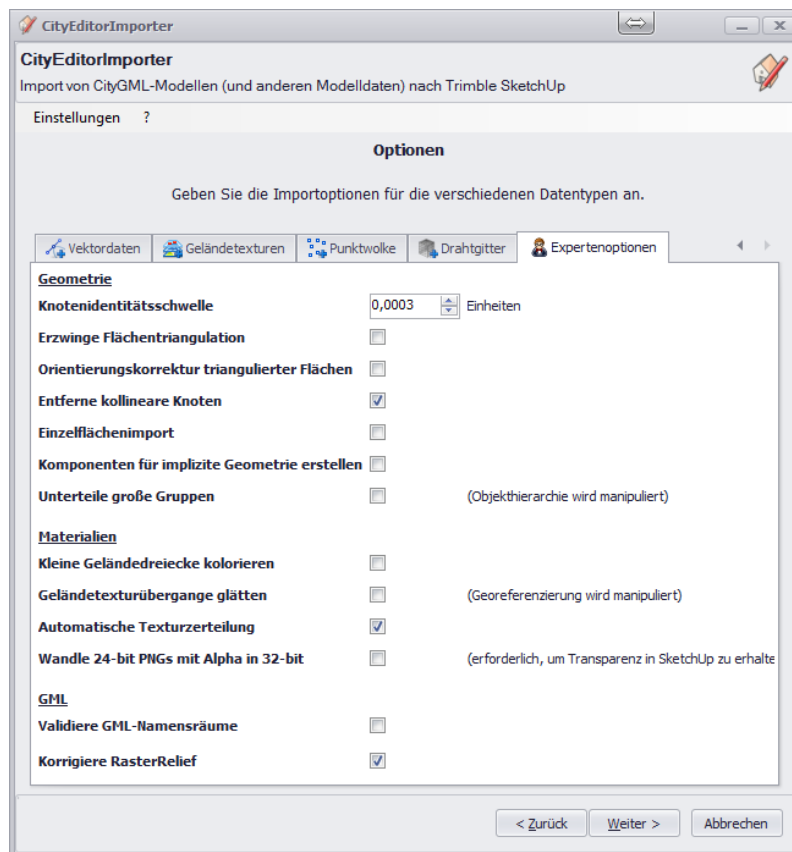 CityEditorImporter
CityEditorImporter
Import von CityGML-Modellen (und anderen Modelldaten) nach Trimble SketchUp
Einstellungen ?
Optionen
Geben Sie die Importoptionen für die verschiedenen Datentypen an.
Vektordaten Geländetexturen Punktwolke Drahtgitter Expertenoptionen
Geometrie
Knotenidentitätsschwelle 0,0003 Einheiten
Erzwinge Flächentriangulation
Orientierungskorrektur triangulierter Flächen
Entferne kollineare Knoten
Einzelflächenimport
Komponenten für implizite Geometrie erstellen
Unterteile große Gruppen (Objekthierarchie wird manipuliert)
Materialien
Kleine Geländedreiecke kolorieren
Geländetexturübergange glätten (Georeferenzierung wird manipuliert)
Automatische Texturzerteilung
Wandle 24-bit PNGs mit Alpha in 32-bit (erforderlich, um Transparenz in SketchUp zu erhalte
GML
Validiere GML-Namensräume
Korrigiere RasterRelief
< Zurück Weiter > Abbrechen